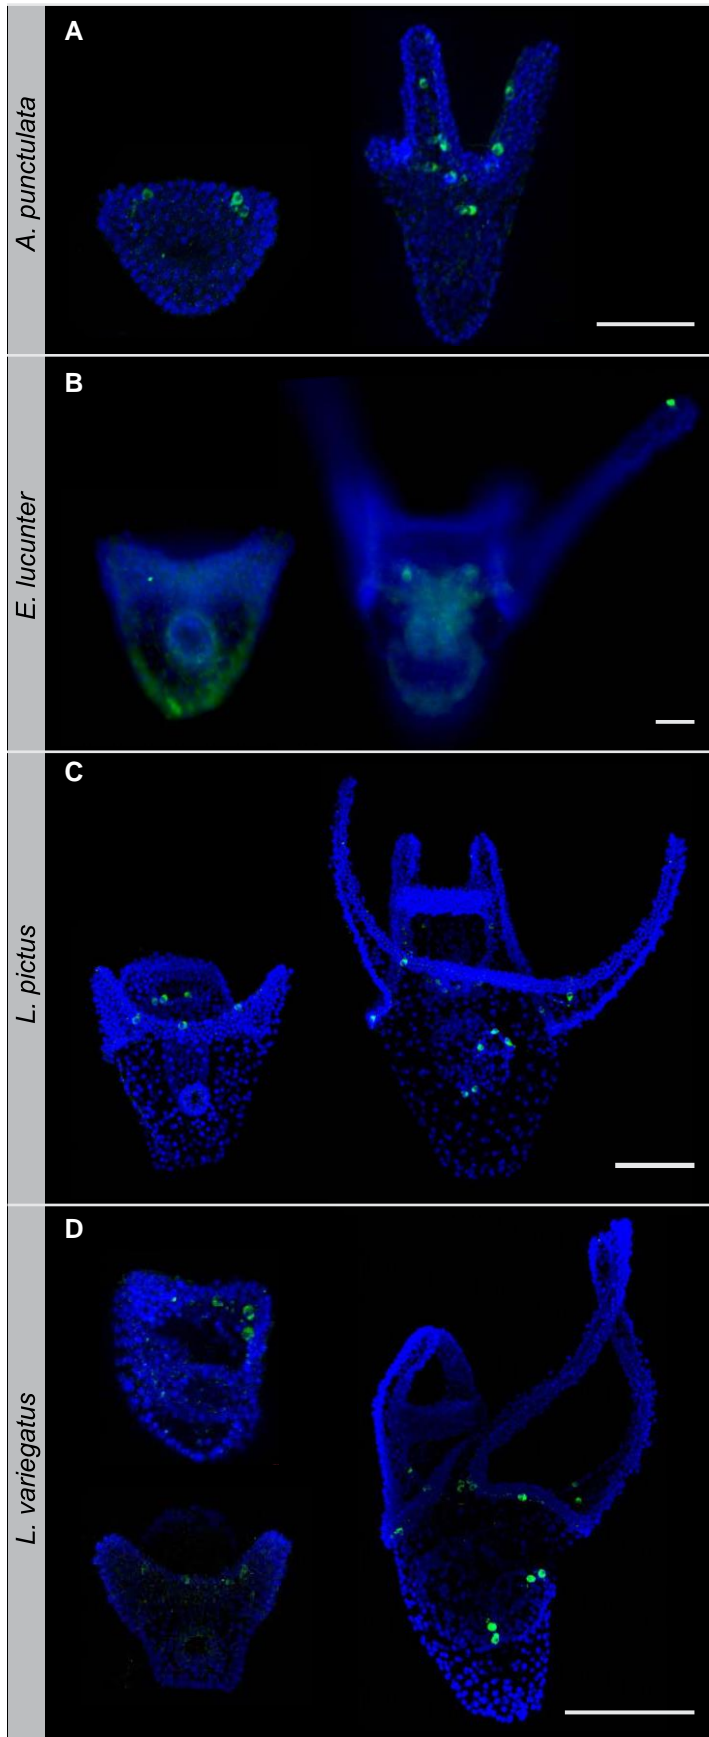 A
A. punctulata
B
E. lucunter
C
L. pictus
D
L. variegatus